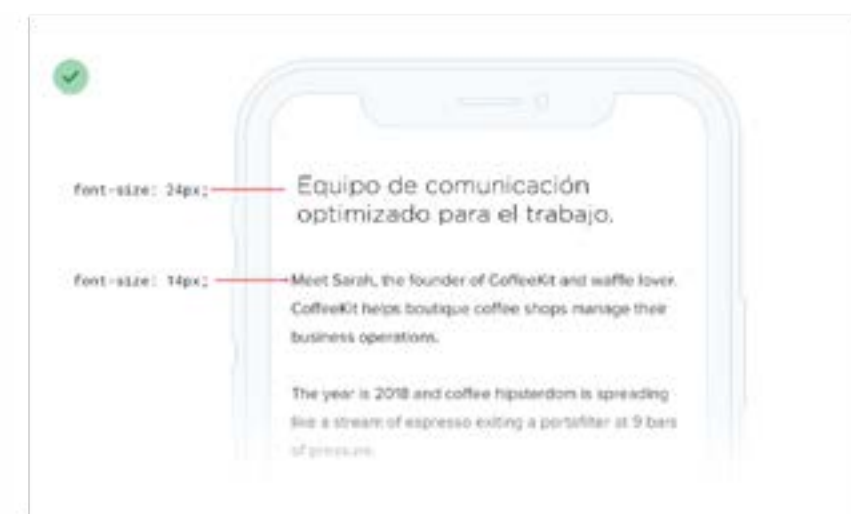 font-size: 24px;
Equipo de comunicación
optimizado para el trabajo.
font-size: 14px;
Meet Sarah, the founder of CoffeeKit and waffle lover.
CoffeeKit helps boutique coffee shops manage their
business operations.
The year is 2018 and coffee hipsterdom is spreading
like a stream of espresso exiting a portafilter at 9 bars
of pressure.